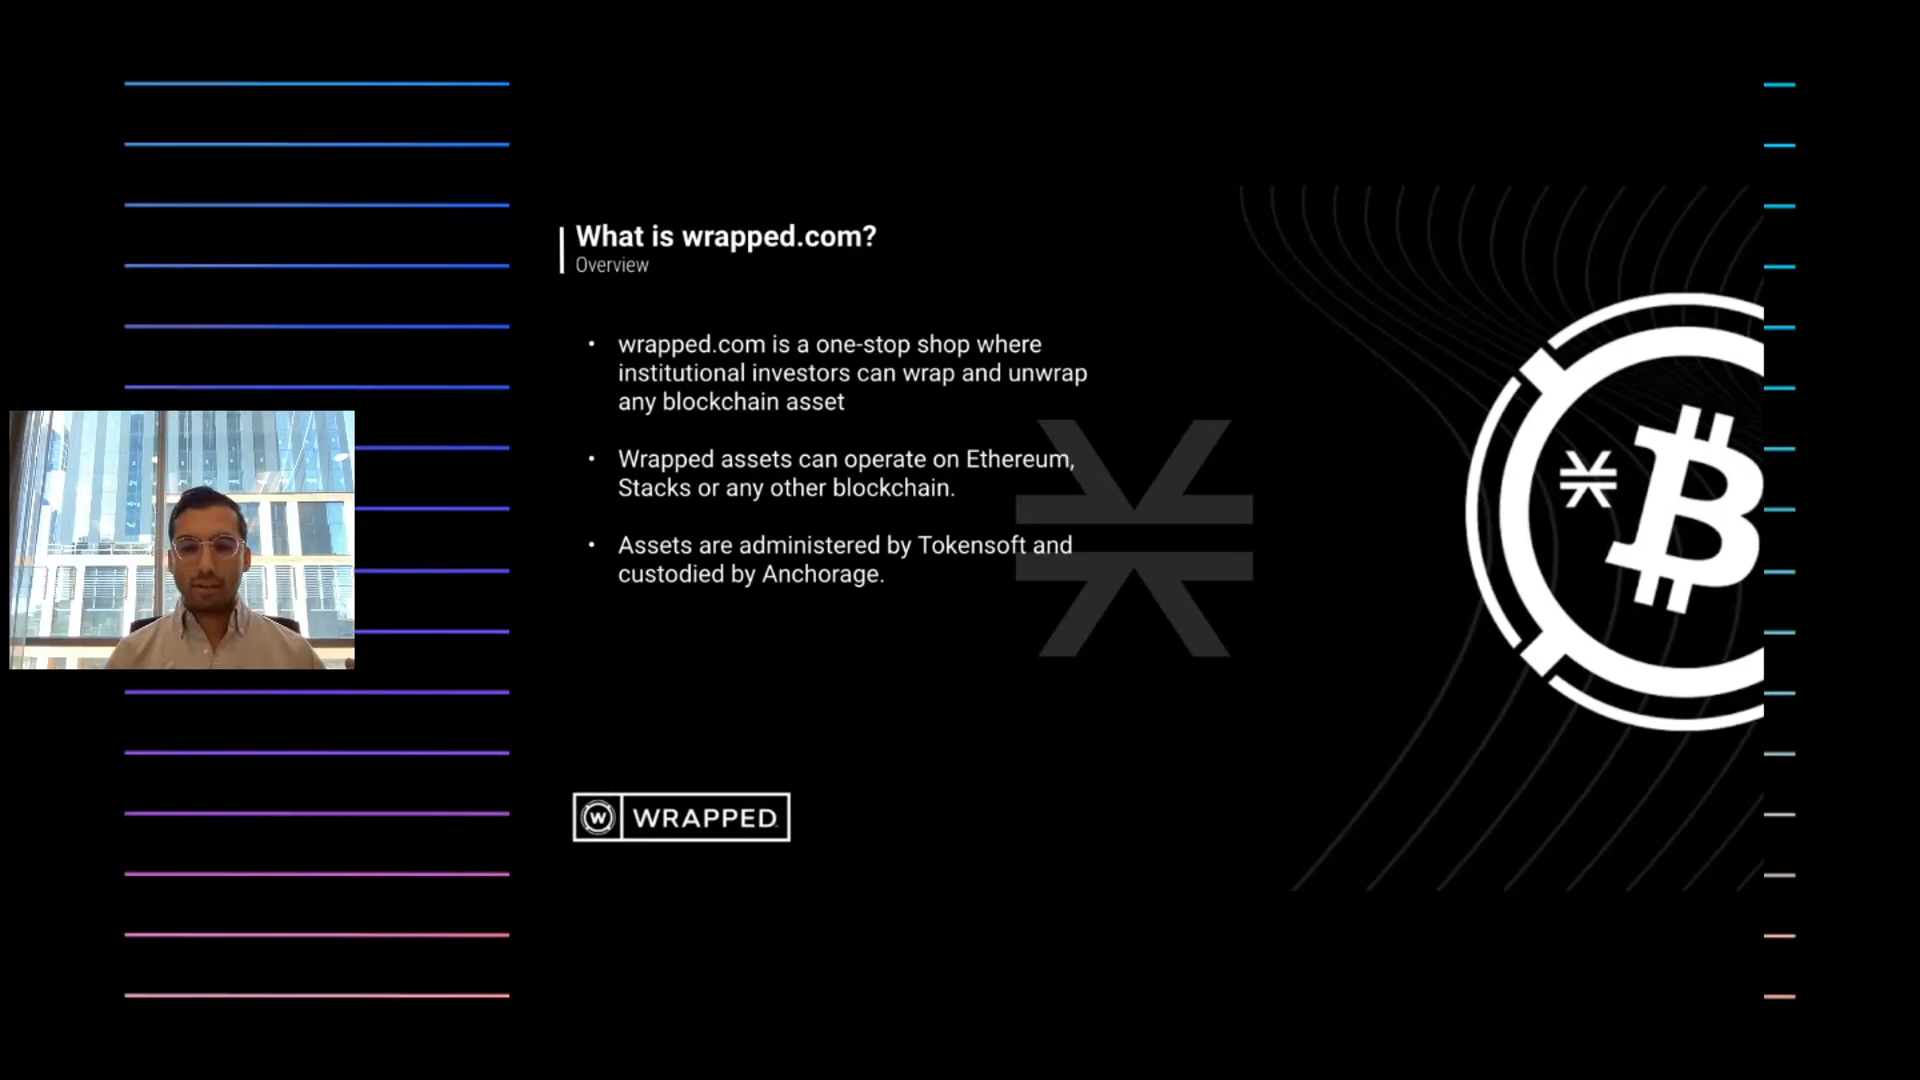 What is wrapped.com?
Overview
• wrapped.com is a one-stop shop where
institutional investors can wrap and unwrap
any blockchain asset
• Wrapped assets can operate on Ethereum,
Stacks or any other blockchain.
• Assets are administered by Tokensoft and
custodied by Anchorage.
W WRAPPED